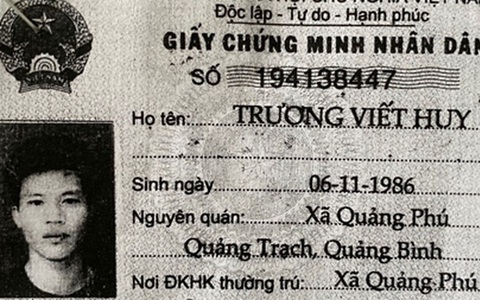 Độc lập - Tự do - Hạnh phúc
GIẤY CHỨNG MINH NHÂN DÂN
SỐ 194138447
Họ tên: TRƯƠNG VIẾT HUY
Sinh ngày 06-11-1986
Nguyên quán: Xã Quảng Phú
Quảng Trạch, Quảng Bình
Nơi ĐKHK thường trú: Xã Quảng Phú
VIỆT NAM